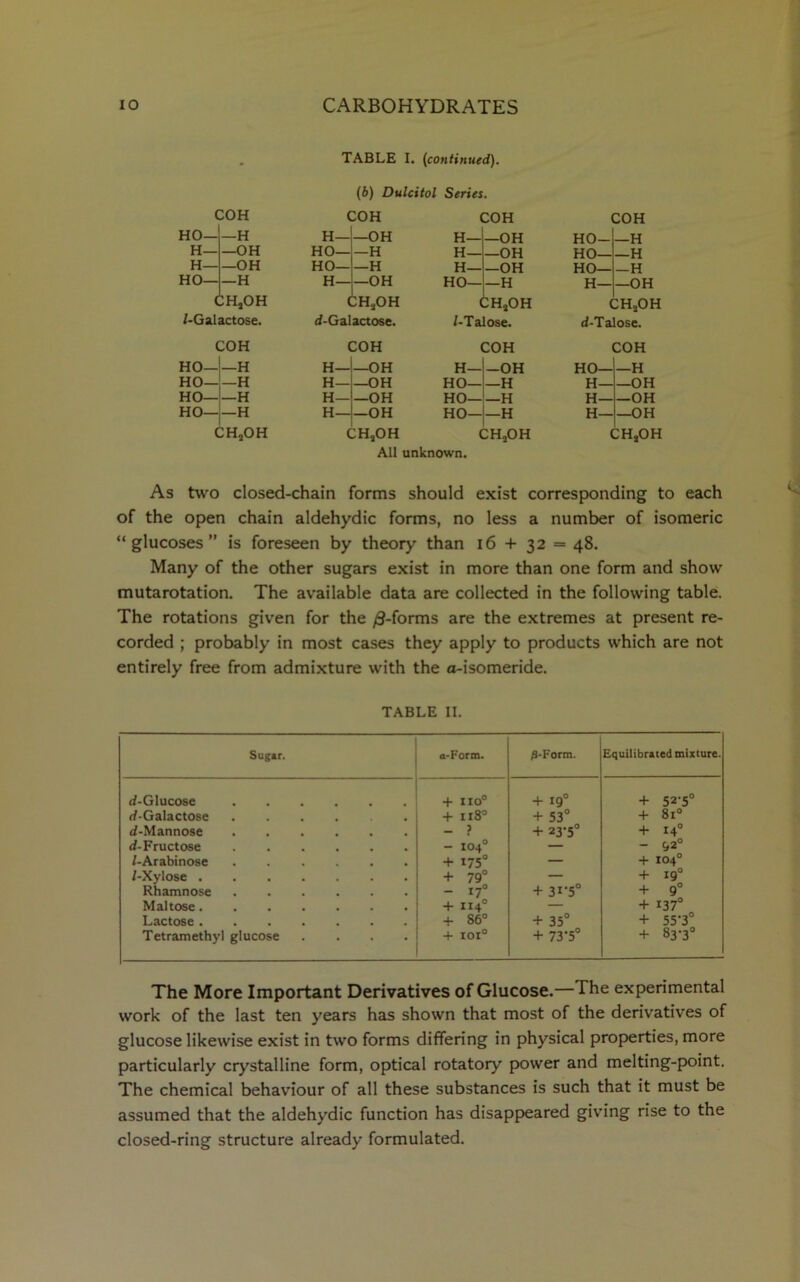 10 CARBOHYDRATES
TABLE I. (continued).
(b) Dulcitol Series.
COH COH COH COH
HO— —H H— —OH H— —OH HO— —H
H— —OH HO— —H H— —OH HO— —H
H— —OH HO— —H H— —OH HO— —H
HO— —H H— —OH HO— —H H— —OH
CH₂OH CH₂OH CH₂OH CH₂OH
l-Galactose. d-Galactose. l-Talose. d-Talose.
COH COH COH COH
HO— —H H— —OH H— —OH HO— —H
HO— —H H— —OH HO— —H H— —OH
HO— —H H— —OH HO— —H H— —OH
HO— —H H— —OH HO— —H H— —OH
CH₂OH CH₂OH CH₂OH CH₂OH
All unknown.
As two closed-chain forms should exist corresponding to each
of the open chain aldehydic forms, no less a number of isomeric
“ glucoses ” is foreseen by theory than 16 + 32 = 48.
Many of the other sugars exist in more than one form and show
mutarotation. The available data are collected in the following table.
The rotations given for the β-forms are the extremes at present re-
corded ; probably in most cases they apply to products which are not
entirely free from admixture with the α-isomeride.
TABLE II.
Sugar. α-Form. β-Form. Equilibrated mixture.
d-Glucose . . . . . . + 110° + 19° + 52·5°
d-Galactose . . . . . . + 118° + 53° + 81°
d-Mannose . . . . . . – ? + 23·5° + 14°
d-Fructose . . . . . . – 104° — – 92°
l-Arabinose . . . . . . + 175° — + 104°
l-Xylose . . . . . . . + 79° — + 19°
Rhamnose . . . . . . – 17° + 31·5° + 9°
Maltose . . . . . . . + 114° — + 137°
Lactose . . . . . . . + 86° + 35° + 55·3°
Tetramethyl glucose . . . . + 101° + 73·5° + 83·3°
The More Important Derivatives of Glucose.—The experimental
work of the last ten years has shown that most of the derivatives of
glucose likewise exist in two forms differing in physical properties, more
particularly crystalline form, optical rotatory power and melting-point.
The chemical behaviour of all these substances is such that it must be
assumed that the aldehydic function has disappeared giving rise to the
closed-ring structure already formulated.